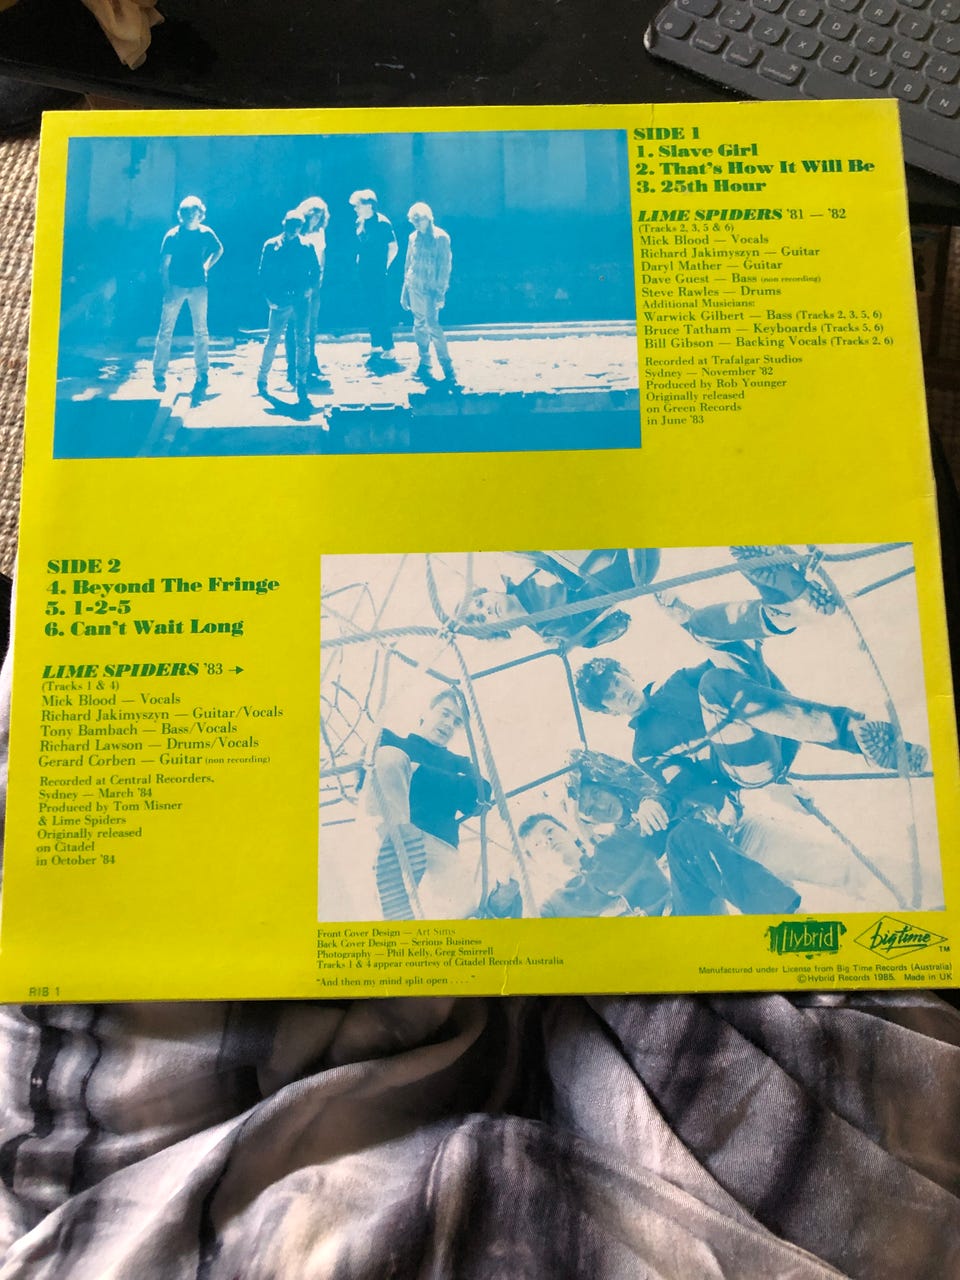 SIDE 1
1. Slave Girl
2. That's How It Will Be
3. 25th Hour
LIME SPIDERS '81 — '82
(Tracks 2, 3, 5 & 6)
Mick Blood — Vocals
Richard Jakimyszyn — Guitar
Daryl Mather — Guitar
Dave Guest — Bass (non recording)
Steve Rawles — Drums
Additional Musicians:
Warwick Gilbert — Bass (Tracks 2, 3, 5, 6)
Bruce Tatham — Keyboards (Tracks 5, 6)
Bill Gibson — Backing Vocals (Tracks 2, 6)
Recorded at Trafalgar Studios
Sydney — November '82
Produced by Rob Younger
Originally released
on Green Records
in June '83
SIDE 2
4. Beyond The Fringe
5. 1-2-5
6. Can't Wait Long
LIME SPIDERS '83 →
(Tracks 1 & 4)
Mick Blood — Vocals
Richard Jakimyszyn — Guitar/Vocals
Tony Bambach — Bass/Vocals
Richard Lawson — Drums/Vocals
Gerard Corben — Guitar (non recording)
Recorded at Central Recorders,
Sydney — March '84
Produced by Tom Misner
& Lime Spiders
Originally released
on Citadel
in October '84
Front Cover Design — Art Sims
Back Cover Design — Serious Business
Photography — Phil Kelly, Greg Smirrell
Tracks 1 & 4 appear courtesy of Citadel Records Australia
"And then my mind split open . . . ."
Hybrid
big time TM
Manufactured under License from Big Time Records (Australia)
©Hybrid Records 1985. Made in UK
RIB 1